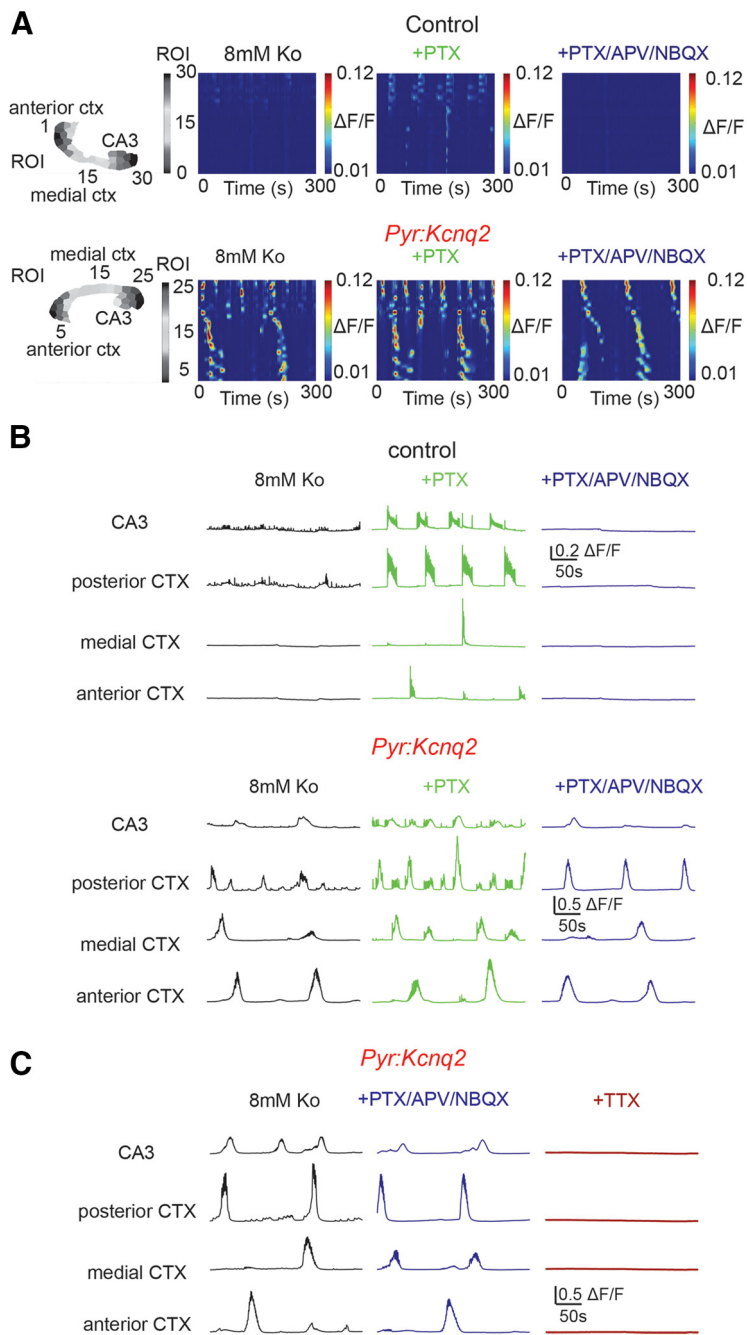 A
Control
ROI 8mM Ko +PTX +PTX/APV/NBQX
30 0.12 0.12 0.12
anterior ctx
1 CA3 15 ΔF/F ΔF/F ΔF/F
ROI
15 30 0 0.01 0.01 0.01
medial ctx 0 Time (s) 300 0 Time (s) 300 0 Time (s) 300
Pyr:Kcnq2
medial ctx ROI 8mM Ko +PTX +PTX/APV/NBQX
ROI 15 25 25 0.12 0.12 0.12
CA3 15 ΔF/F ΔF/F ΔF/F
5
anterior ctx 5 0.01 0.01 0.01
0 Time (s) 300 0 Time (s) 300 0 Time (s) 300
B
control
8mM Ko +PTX +PTX/APV/NBQX
CA3
0.2 ΔF/F
50s
posterior CTX
medial CTX
anterior CTX
Pyr:Kcnq2
8mM Ko +PTX +PTX/APV/NBQX
CA3
posterior CTX
0.5 ΔF/F
50s
medial CTX
anterior CTX
C
Pyr:Kcnq2
8mM Ko +PTX/APV/NBQX +TTX
CA3
posterior CTX
medial CTX
0.5 ΔF/F
50s
anterior CTX